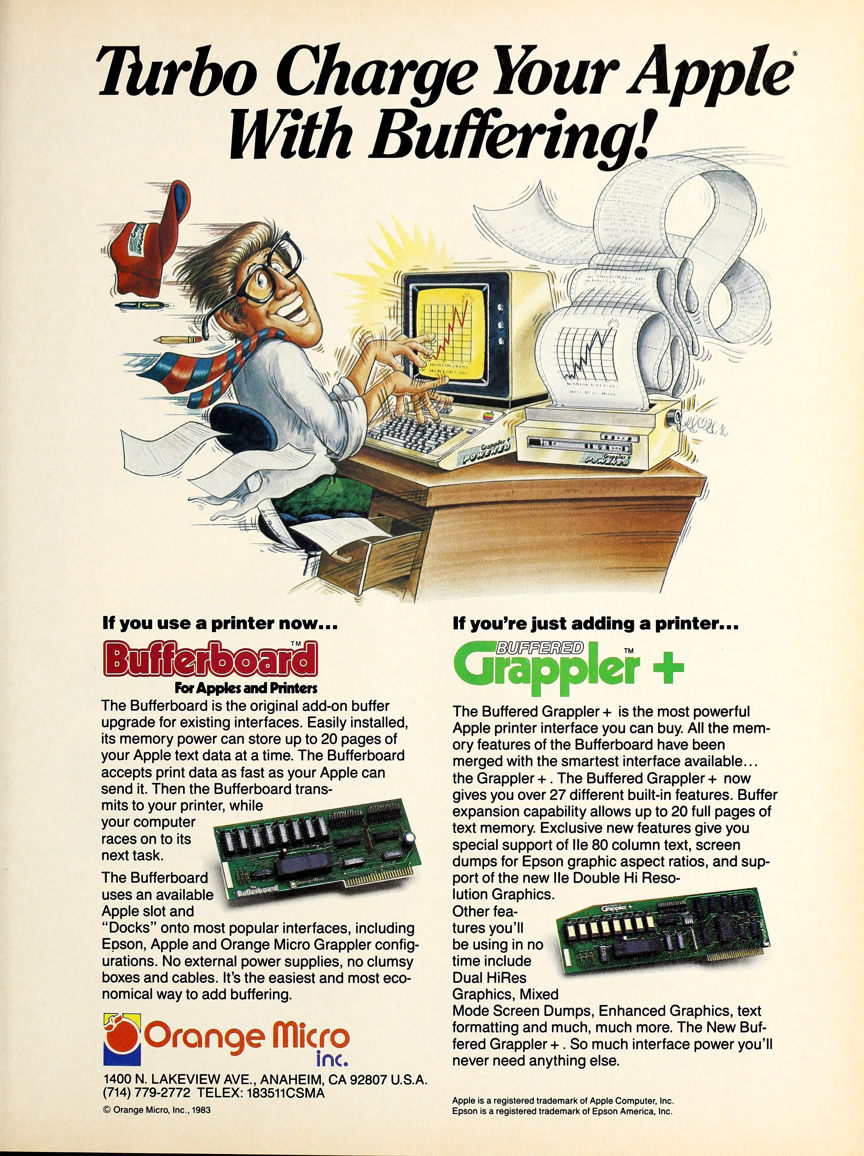 Turbo Charge Your Apple®
With Buffering!
Grappler +
POWERED
Grappler +
POWERED
If you use a printer now...
Bufferboard™
For Apples and Printers
The Bufferboard is the original add-on buffer
upgrade for existing interfaces. Easily installed,
its memory power can store up to 20 pages of
your Apple text data at a time. The Bufferboard
accepts print data as fast as your Apple can
send it. Then the Bufferboard trans-
mits to your printer, while
your computer
races on to its
next task.
The Bufferboard
uses an available
Apple slot and
“Docks” onto most popular interfaces, including
Epson, Apple and Orange Micro Grappler config-
urations. No external power supplies, no clumsy
boxes and cables. It's the easiest and most eco-
nomical way to add buffering.
Bufferboard
Orange Micro
inc.
1400 N. LAKEVIEW AVE., ANAHEIM, CA 92807 U.S.A.
(714) 779-2772 TELEX: 183511CSMA
© Orange Micro, Inc., 1983
If you're just adding a printer...
BUFFERED
Grappler™ +
The Buffered Grappler + is the most powerful
Apple printer interface you can buy. All the mem-
ory features of the Bufferboard have been
merged with the smartest interface available...
the Grappler + . The Buffered Grappler + now
gives you over 27 different built-in features. Buffer
expansion capability allows up to 20 full pages of
text memory. Exclusive new features give you
special support of IIe 80 column text, screen
dumps for Epson graphic aspect ratios, and sup-
port of the new IIe Double Hi Reso-
lution Graphics.
Other fea-
tures you'll
be using in no
time include
Dual HiRes
Graphics, Mixed
Mode Screen Dumps, Enhanced Graphics, text
formatting and much, much more. The New Buf-
fered Grappler + . So much interface power you'll
never need anything else.
Grappler +
Apple is a registered trademark of Apple Computer, Inc.
Epson is a registered trademark of Epson America, Inc.